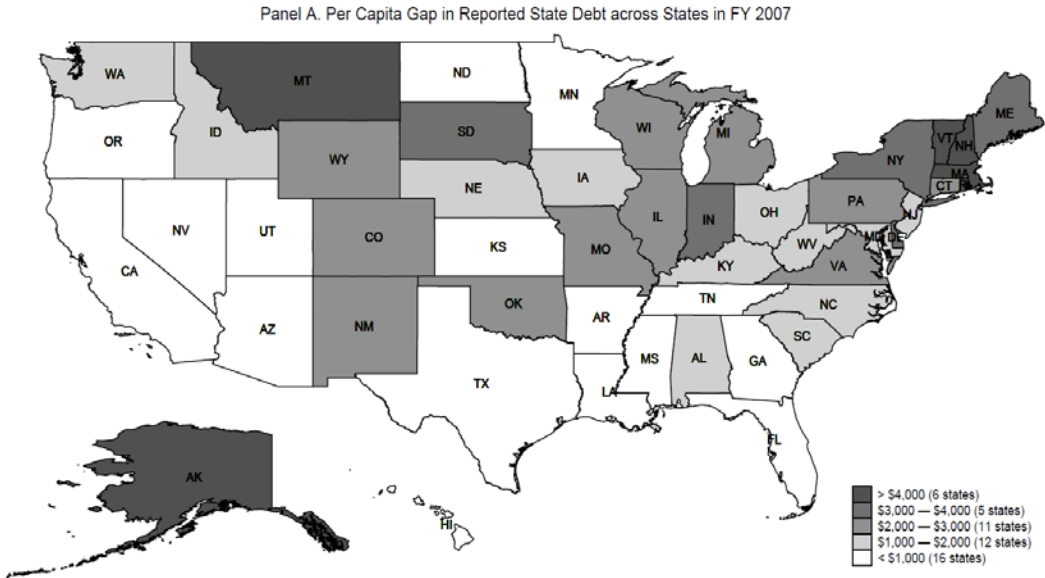 Panel A. Per Capita Gap in Reported State Debt across States in FY 2007
WA
MT
ND
MN
ME
OR
ID
SD
WI
MI
VT
NH
NY
MA
WY
CT
NE
IA
PA
NV
UT
CO
KS
MO
IL
IN
OH
NJ
DE
WV
VA
CA
KY
AZ
NM
OK
AR
TN
NC
TX
LA
MS
AL
GA
SC
FL
AK
HI
> $4,000 (6 states)
$3,000 — $4,000 (5 states)
$2,000 — $3,000 (11 states)
$1,000 — $2,000 (12 states)
< $1,000 (16 states)